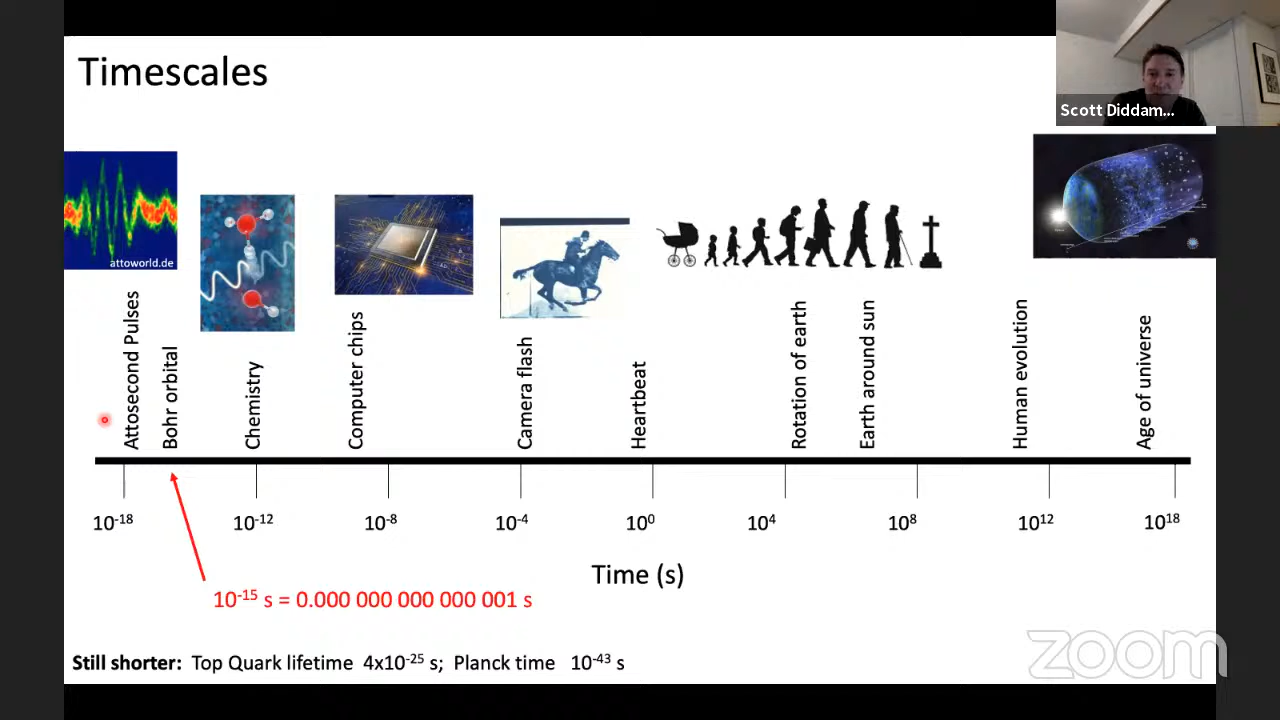 Timescales
Scott Diddam...
attoworld.de
Attosecond Pulses
Bohr orbital
Chemistry
Computer chips
Camera flash
Heartbeat
Rotation of earth
Earth around sun
Human evolution
Age of universe
10⁻¹⁸ 10⁻¹² 10⁻⁸ 10⁻⁴ 10⁰ 10⁴ 10⁸ 10¹² 10¹⁸
Time (s)
10⁻¹⁵ s = 0.000 000 000 000 001 s
Still shorter: Top Quark lifetime 4x10⁻²⁵ s; Planck time 10⁻⁴³ s
zoom